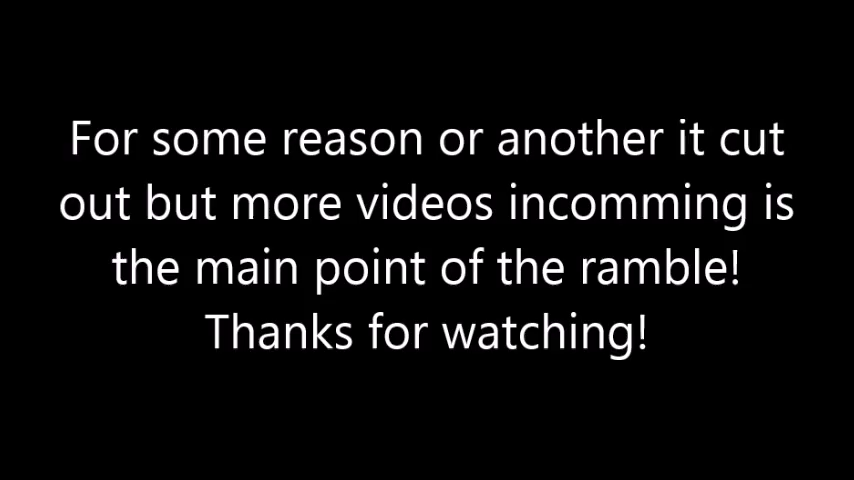 For some reason or another it cut
out but more videos incomming is
the main point of the ramble!
Thanks for watching!